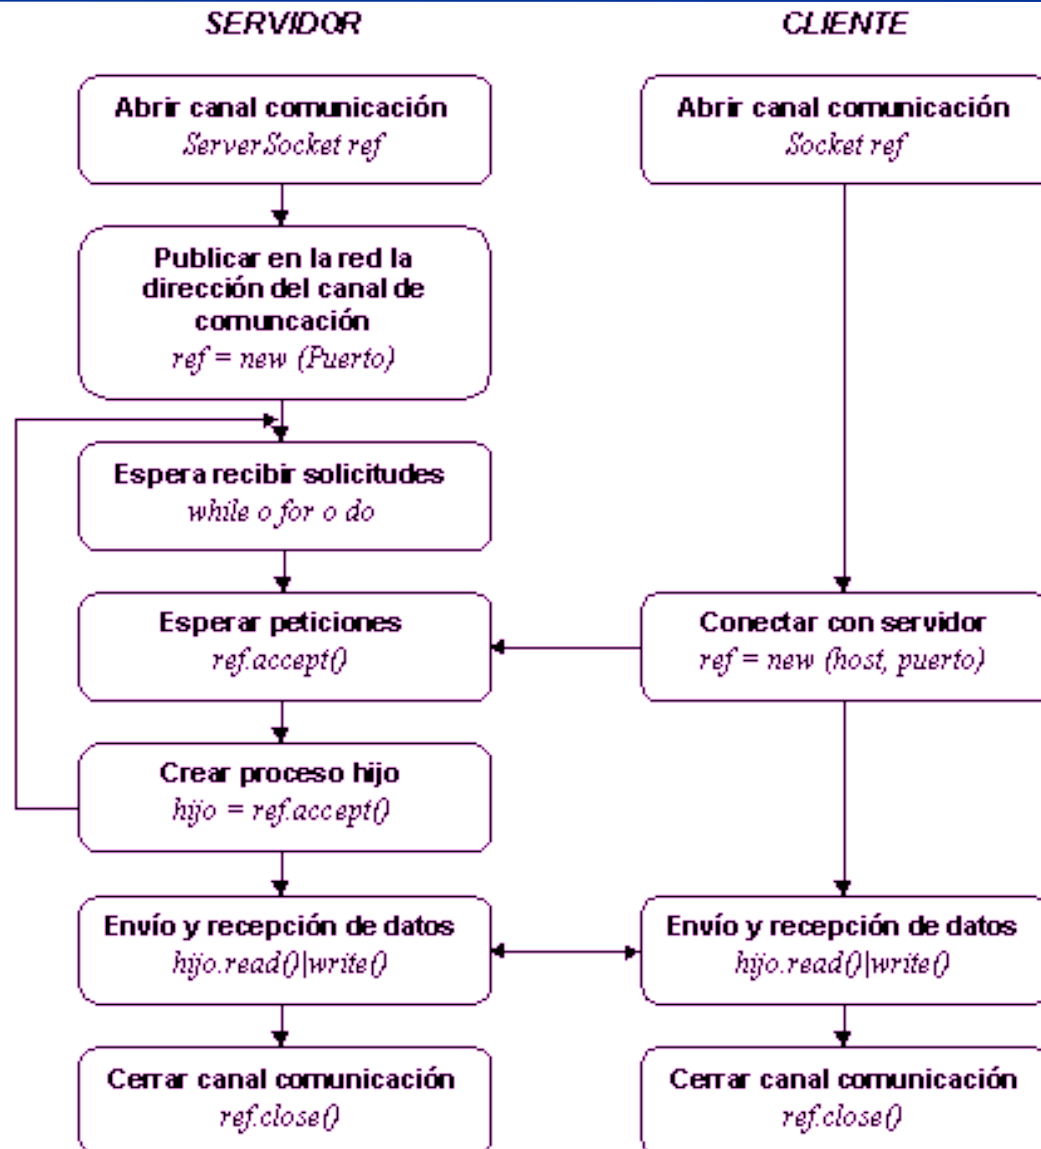 SERVIDOR
CLIENTE
Abrir canal comunicación
ServerSocket ref
Abrir canal comunicación
Socket ref
Publicar en la red la
dirección del canal de
comuncación
ref = new (Puerto)
Espera recibir solicitudes
while o for o do
Esperar peticiones
ref.accept()
Conectar con servidor
ref = new (host, puerto)
Crear proceso hijo
hijo = ref.accept()
Envío y recepción de datos
hijo.read()|write()
Envío y recepción de datos
hijo.read()|write()
Cerrar canal comunicación
ref.close()
Cerrar canal comunicación
ref.close()